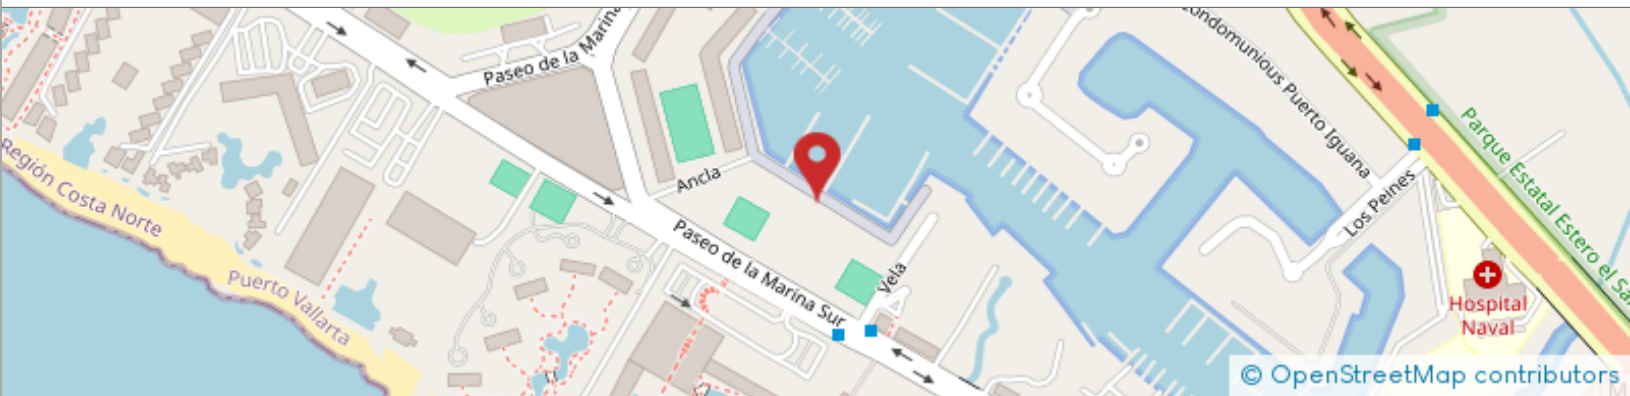 Paseo de la Marina
Condomunious Puerto Iguana
Parque Estatal Estero el Sa
Región Costa Norte
Ancla
Los Peines
Paseo de la Marina Sur
Vela
Puerto Vallarta
Hospital
Naval
© OpenStreetMap contributors